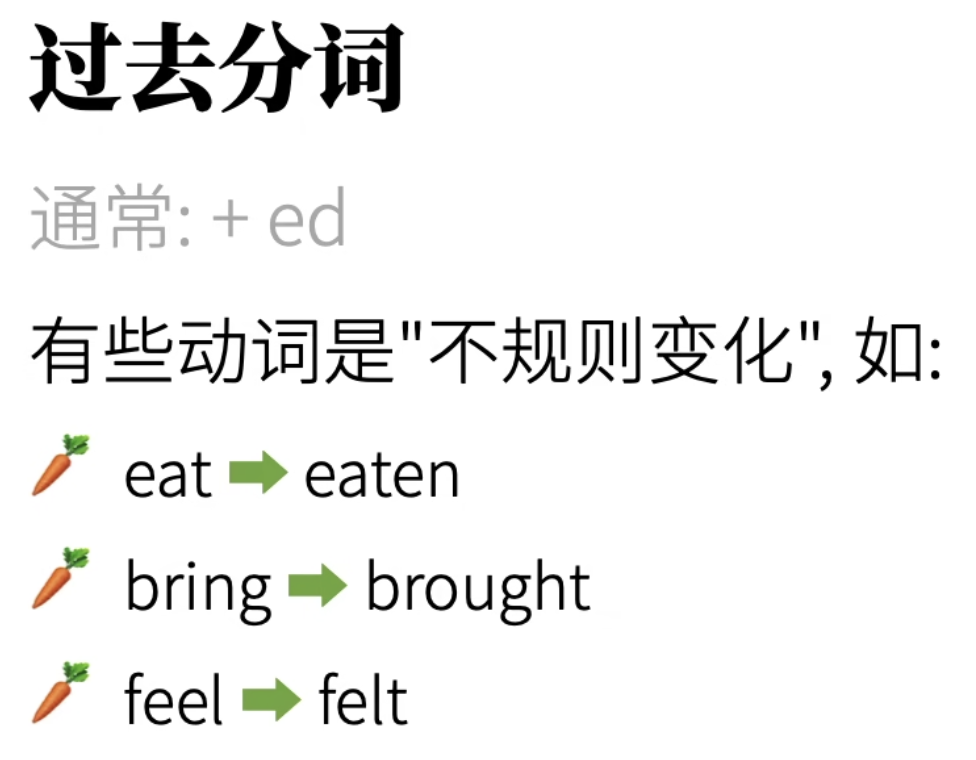 过去分词
通常: + ed
有些动词是"不规则变化", 如:
🥕 eat ➡ eaten
🥕 bring ➡ brought
🥕 feel ➡ felt